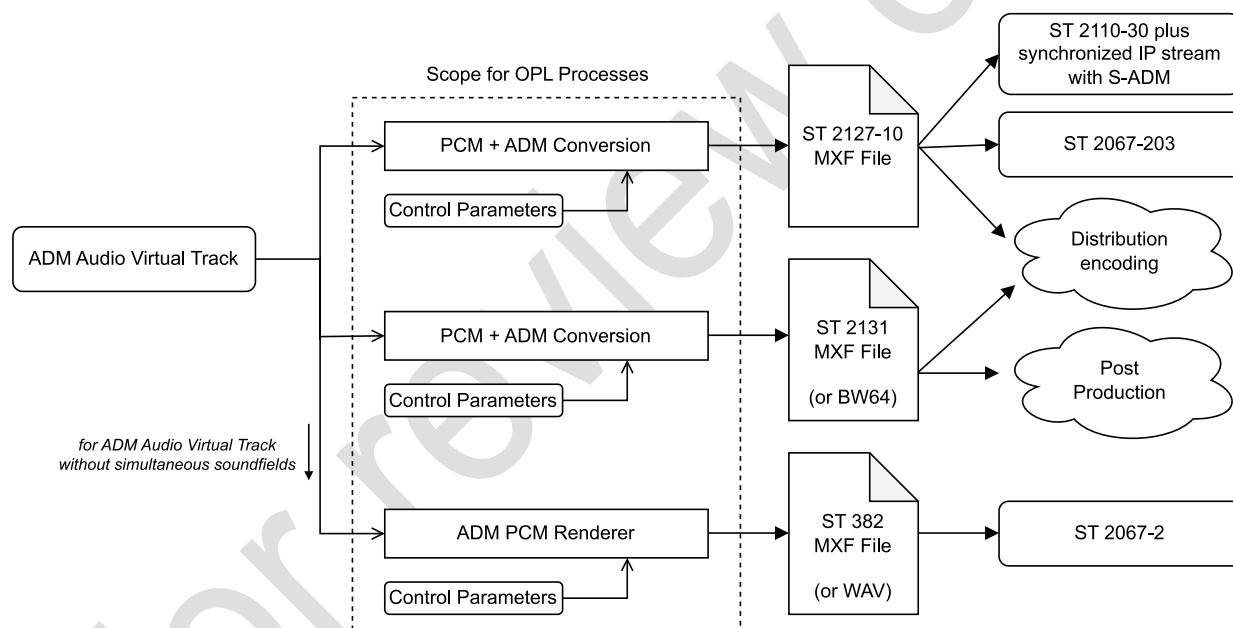 ST 2110-30 plus
synchronized IP stream
with S-ADM
Scope for OPL Processes
PCM + ADM Conversion
ST 2127-10
MXF File
ST 2067-203
Control Parameters
ADM Audio Virtual Track
Distribution
encoding
PCM + ADM Conversion
ST 2131
MXF File
(or BW64)
Control Parameters
Post
Production
for ADM Audio Virtual Track
without simultaneous soundfields
ADM PCM Renderer
ST 382
MXF File
(or WAV)
ST 2067-2
Control Parameters
for review